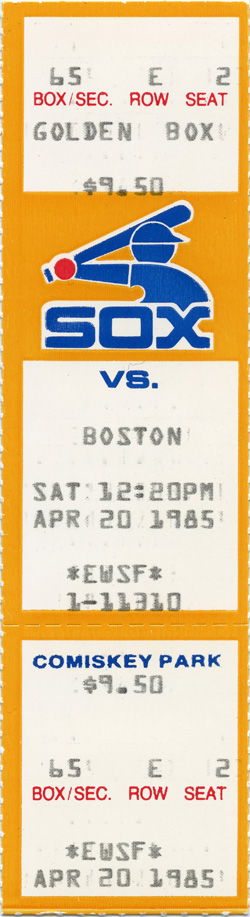 65 E 2
BOX/SEC. ROW SEAT
GOLDEN BOX
$9.50
SOX
VS.
BOSTON
SAT 12:20PM
APR 20 1985
*EWSF*
1-11310
COMISKEY PARK
$9.50
65 E 2
BOX/SEC. ROW SEAT
*EWSF*
APR 20 1985